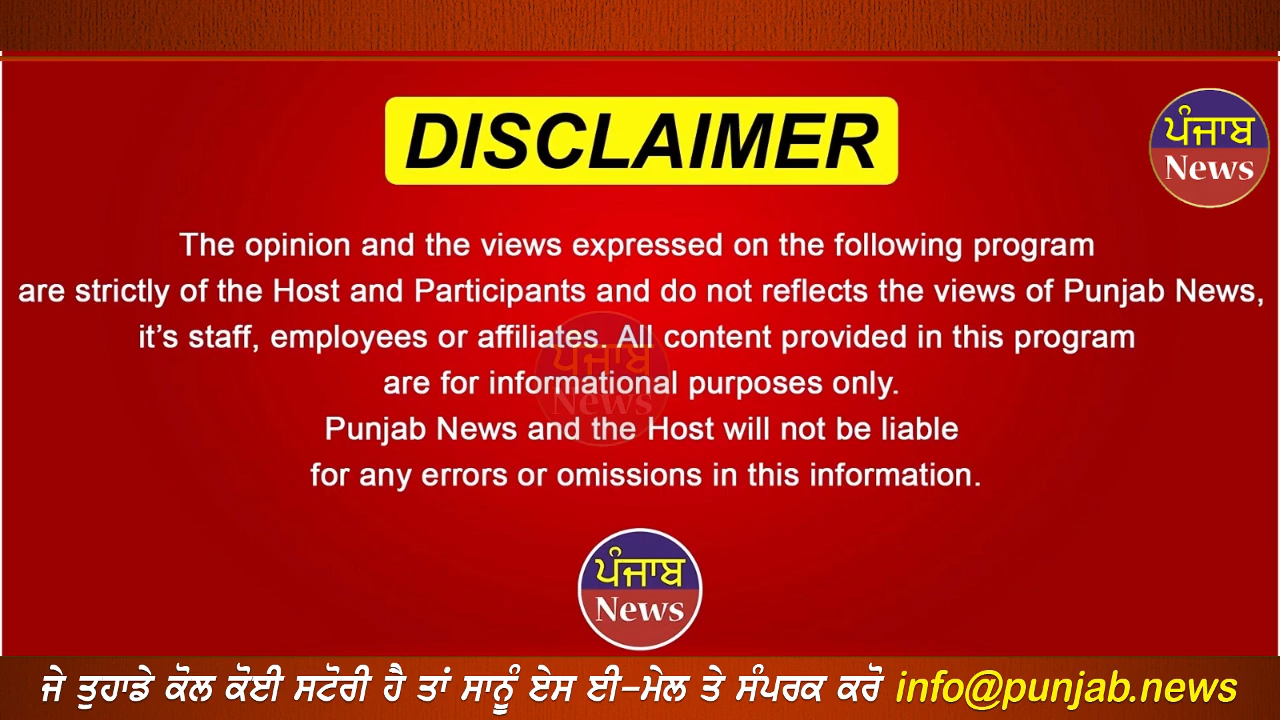 DISCLAIMER
ਪੰਜਾਬ
News
The opinion and the views expressed on the following program
are strictly of the Host and Participants and do not reflects the views of Punjab News,
it’s staff, employees or affiliates. All content provided in this program
ਪੰਜਾਬ
News
are for informational purposes only.
Punjab News and the Host will not be liable
for any errors or omissions in this information.
ਪੰਜਾਬ
News
ਜੇ ਤੁਹਾਡੇ ਕੋਲ ਕੋਈ ਸਟੋਰੀ ਹੈ ਤਾਂ ਸਾਨੂੰ ਏਸ ਈ-ਮੇਲ ਤੇ ਸੰਪਰਕ ਕਰੋ info@punjab.news